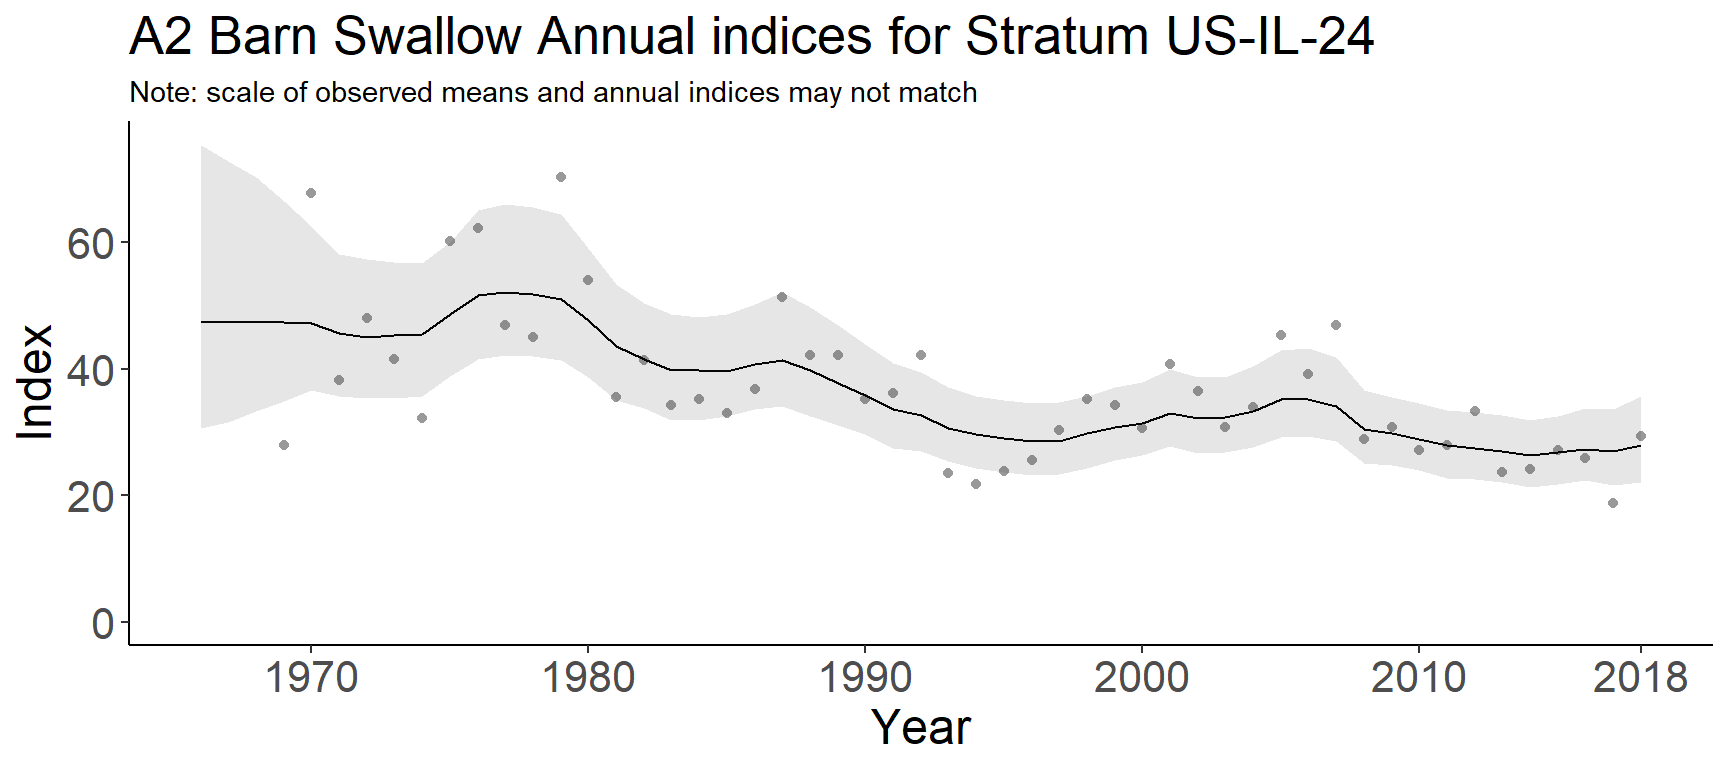 A2 Barn Swallow Annual indices for Stratum US-IL-24
Note: scale of observed means and annual indices may not match
Index
60
40
20
0
1970 1980 1990 2000 2010 2018
Year